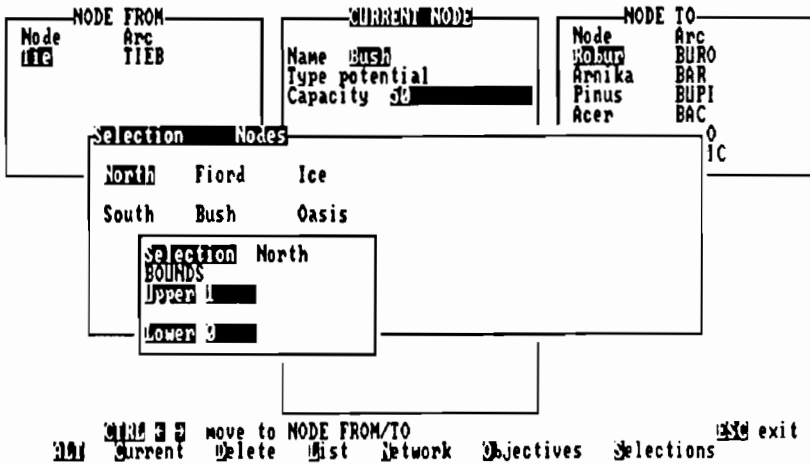 NODE FROM CURRENT NODE NODE TO
Node Arc Node Arc
Tie TIEB Name Bush Robur BURO
Type potential Arnika BAR
Capacity 50 Pinus BUPI
Acer BAC
Selection Nodes O
North Fiord Ice IC
South Bush Oasis
Selection North
BOUNDS
Upper 1
Lower 0
CTRL move to NODE FROM/TO ESC exit
ALT Current Delete List Network Objectives Selections